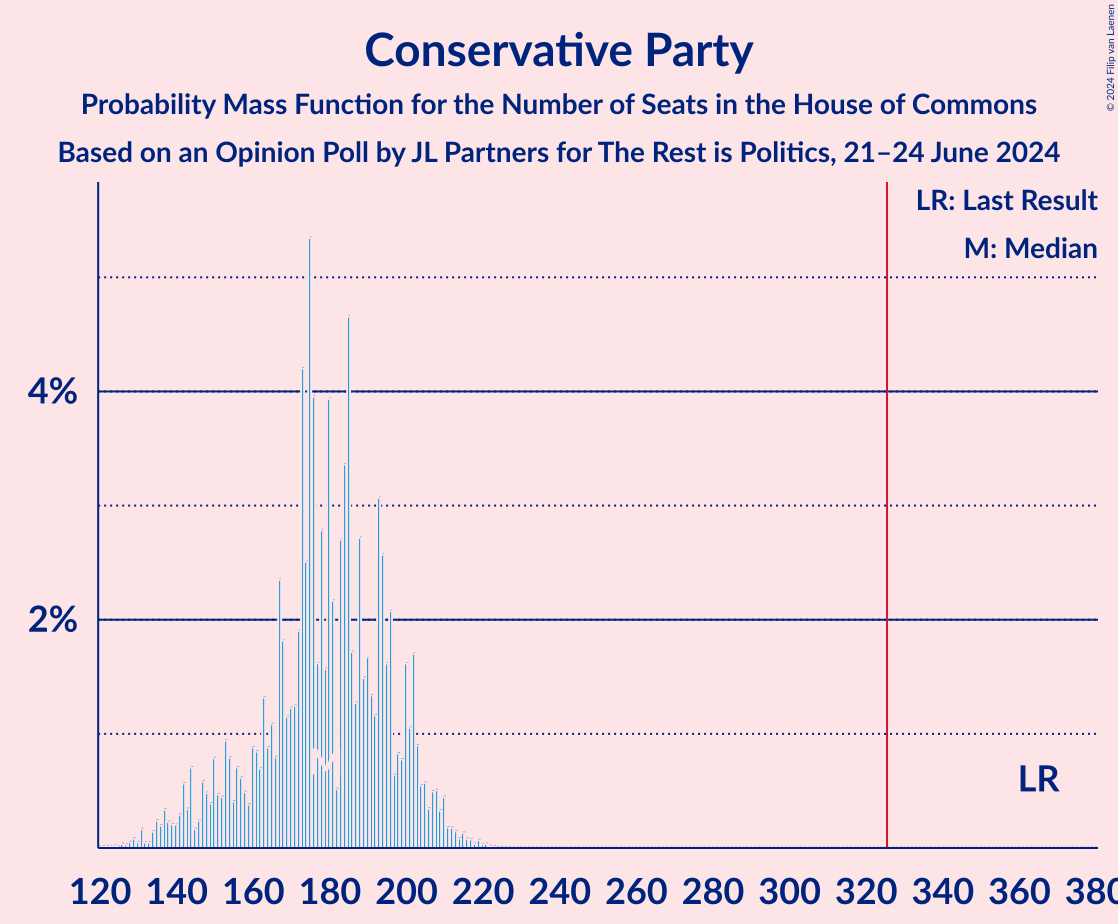 © 2024 Filip van Laenen
Conservative Party
Probability Mass Function for the Number of Seats in the House of Commons
Based on an Opinion Poll by JL Partners for The Rest is Politics, 21–24 June 2024
LR: Last Result
M: Median
4%
2%
LR
120 140 160 180 200 220 240 260 280 300 320 340 360 380